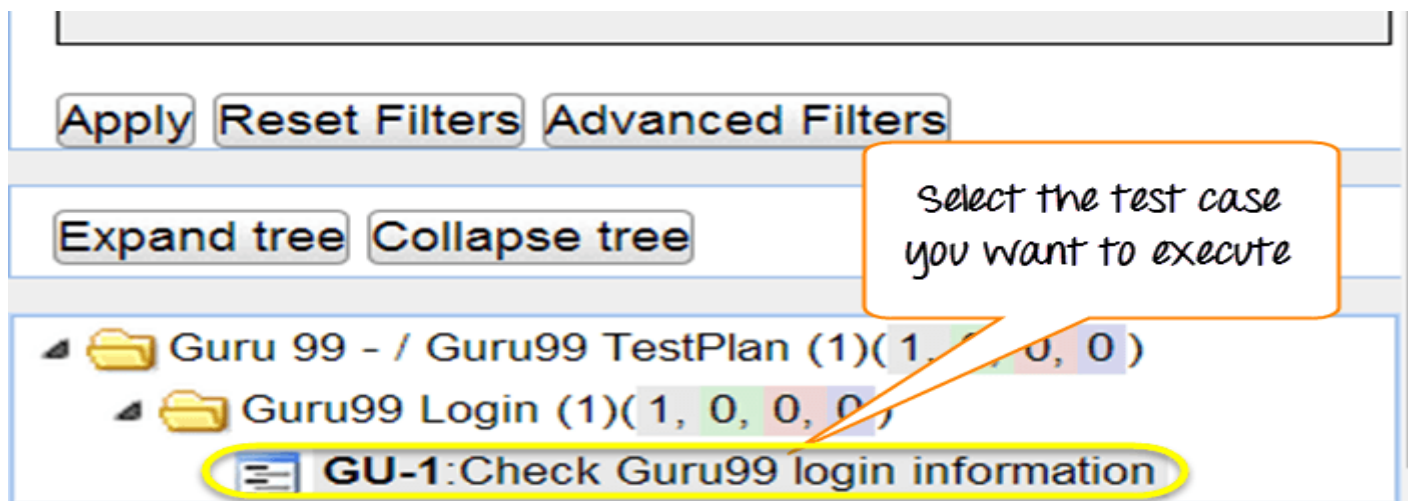 Apply Reset Filters Advanced Filters
Select the test case
you want to execute
Expand tree Collapse tree
Guru 99 - / Guru99 TestPlan (1)( 1, 0, 0 )
Guru99 Login (1)( 1, 0, 0, 0 )
GU-1:Check Guru99 login information